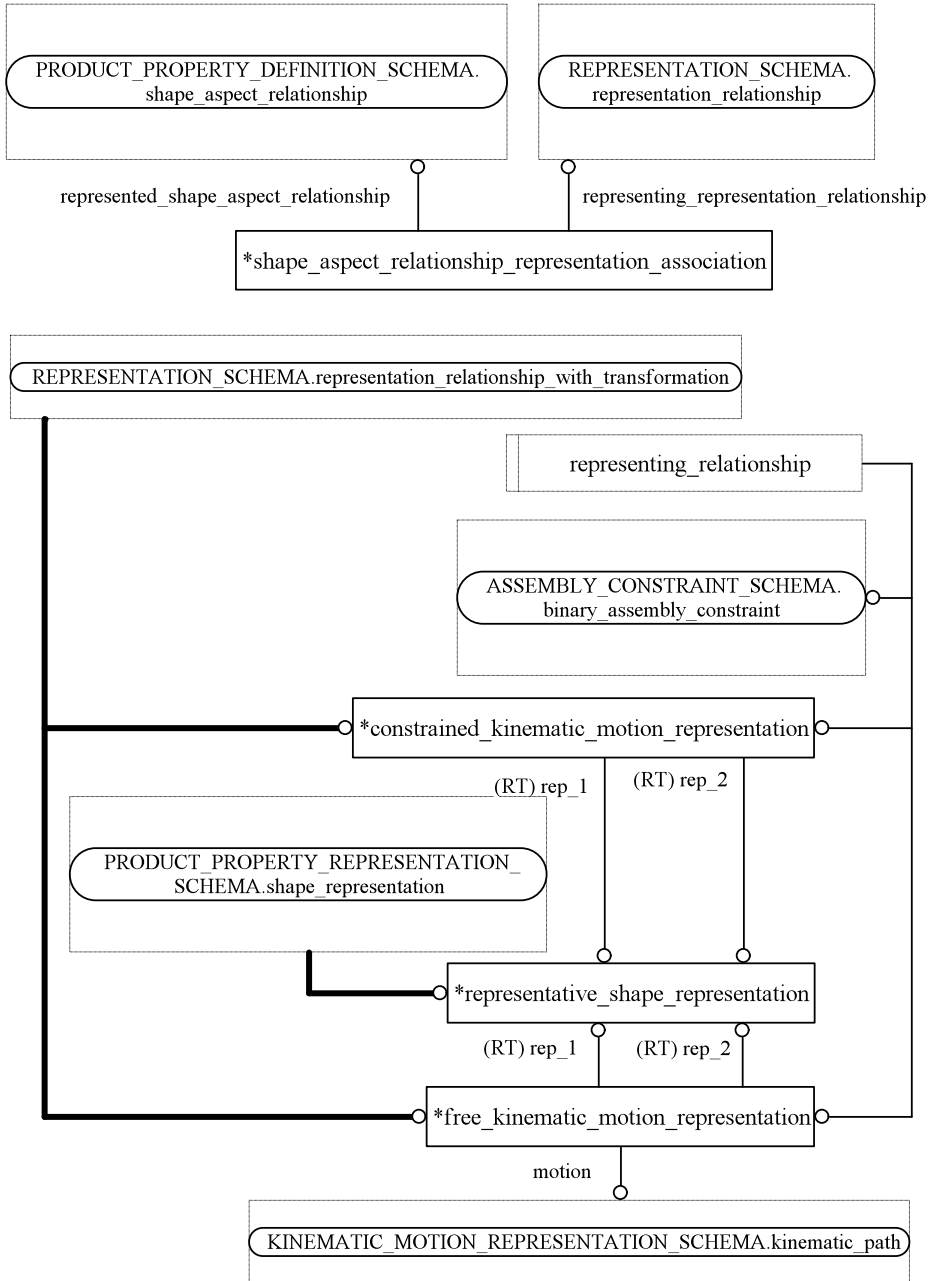 PRODUCT_PROPERTY_DEFINITION_SCHEMA.
shape_aspect_relationship
REPRESENTATION_SCHEMA.
representation_relationship
represented_shape_aspect_relationship
representing_representation_relationship
*shape_aspect_relationship_representation_association
REPRESENTATION_SCHEMA.representation_relationship_with_transformation
representing_relationship
ASSEMBLY_CONSTRAINT_SCHEMA.
binary_assembly_constraint
*constrained_kinematic_motion_representation
(RT) rep_1
(RT) rep_2
PRODUCT_PROPERTY_REPRESENTATION_
SCHEMA.shape_representation
*representative_shape_representation
(RT) rep_1
(RT) rep_2
*free_kinematic_motion_representation
motion
KINEMATIC_MOTION_REPRESENTATION_SCHEMA.kinematic_path